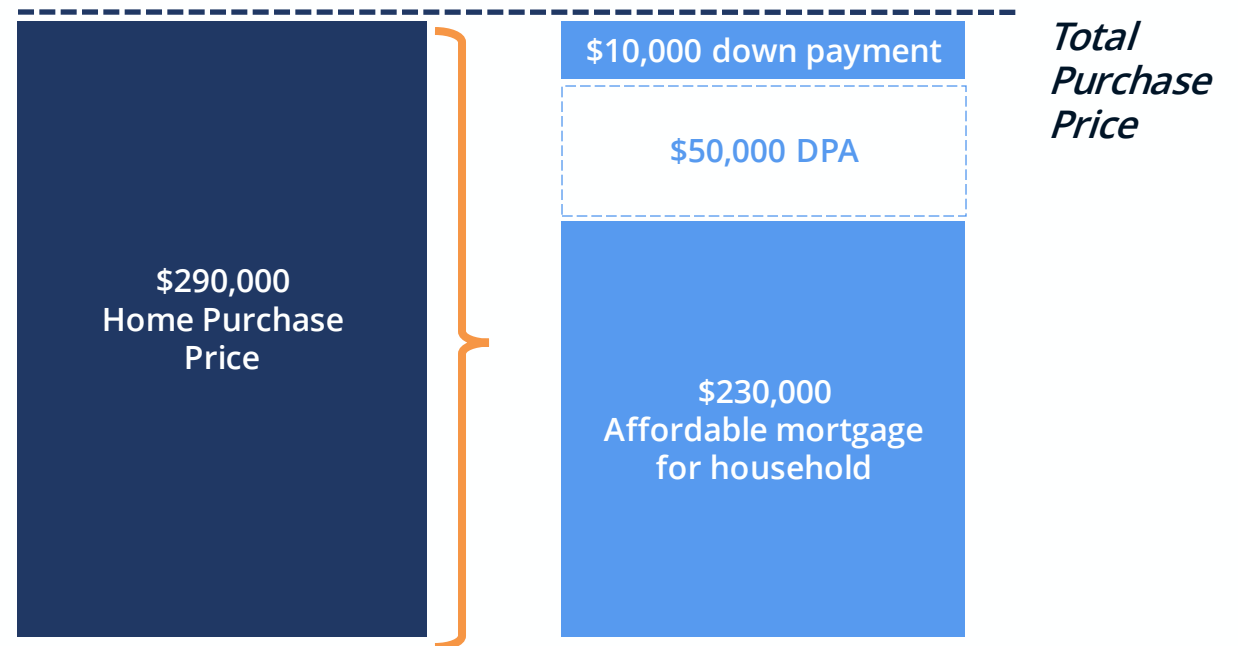 $10,000 down payment
Total
Purchase
Price
$50,000 DPA
$290,000
Home Purchase
Price
$230,000
Affordable mortgage
for household